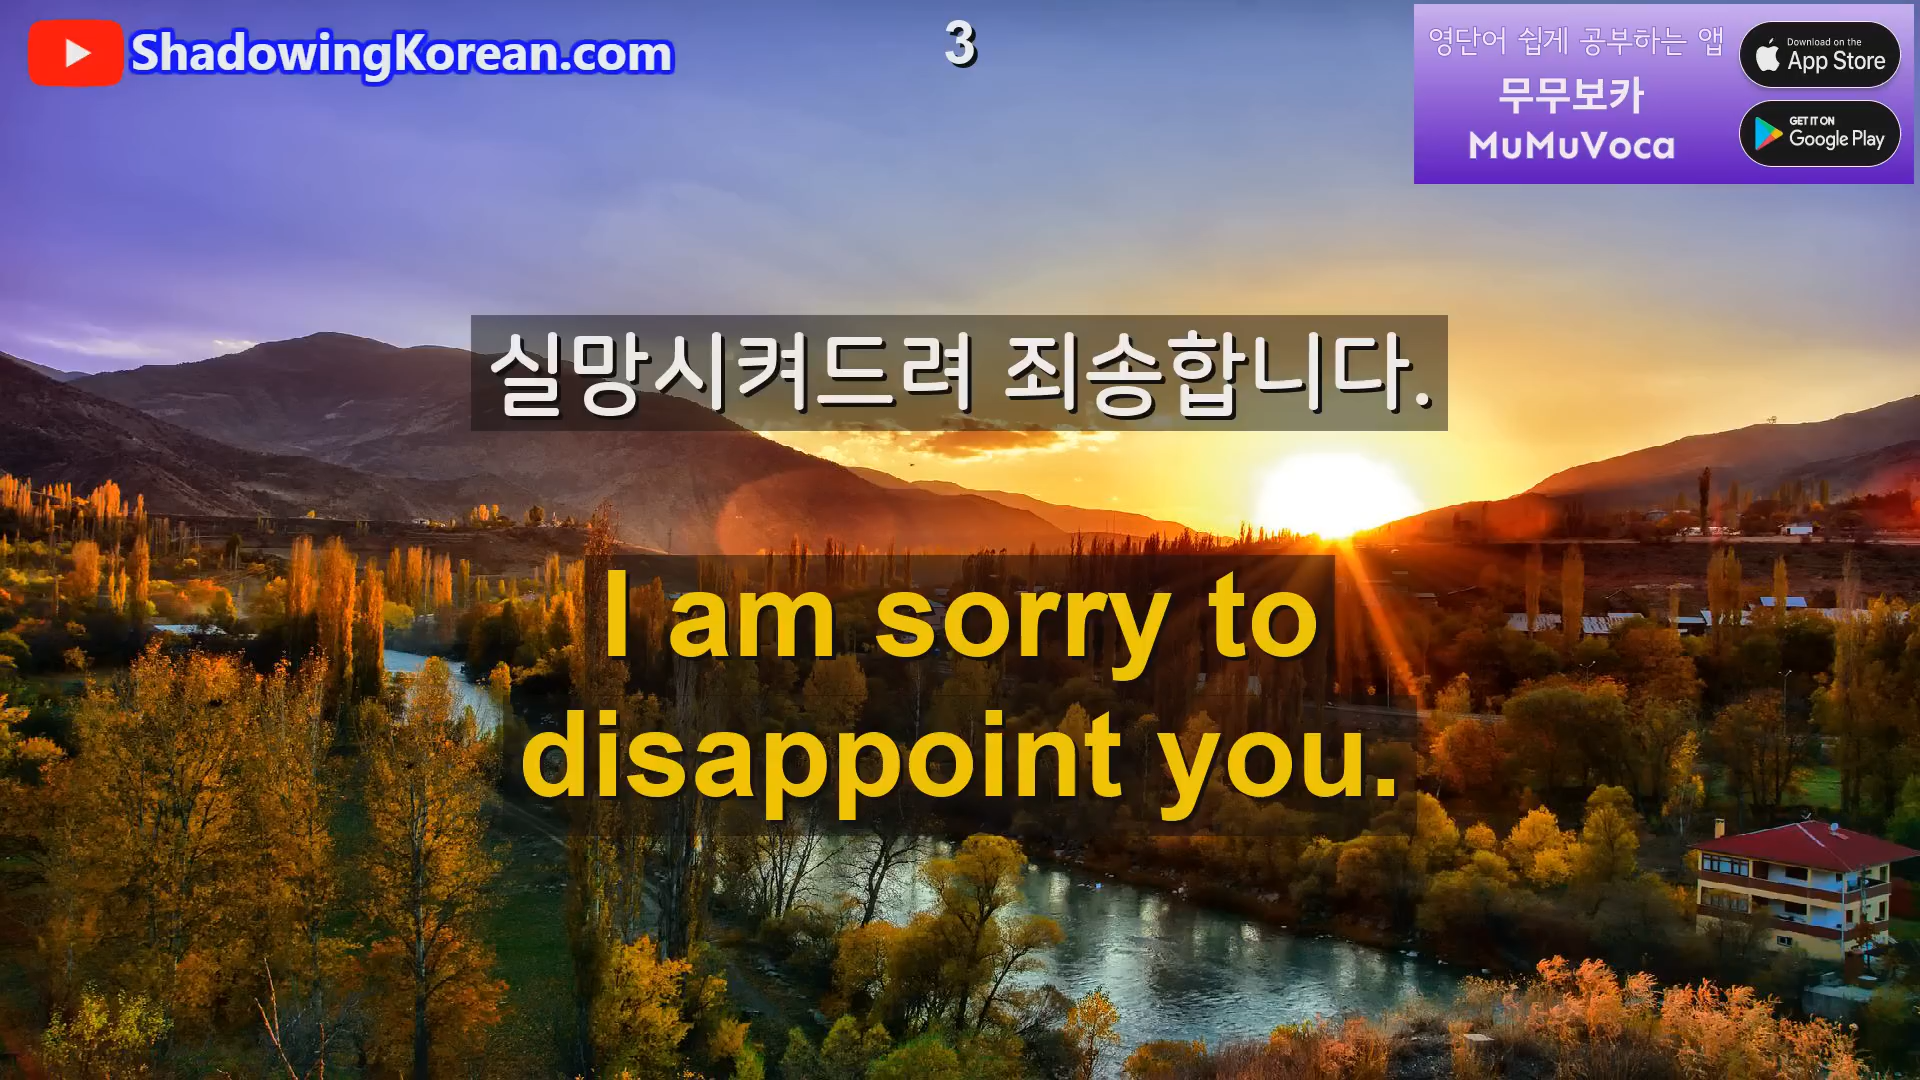 ShadowingKorean.com
3
영단어 쉽게 공부하는 앱
무무보카
MuMuVoca
Download on the
App Store
GET IT ON
Google Play
실망시켜드려 죄송합니다.
I am sorry to
disappoint you.